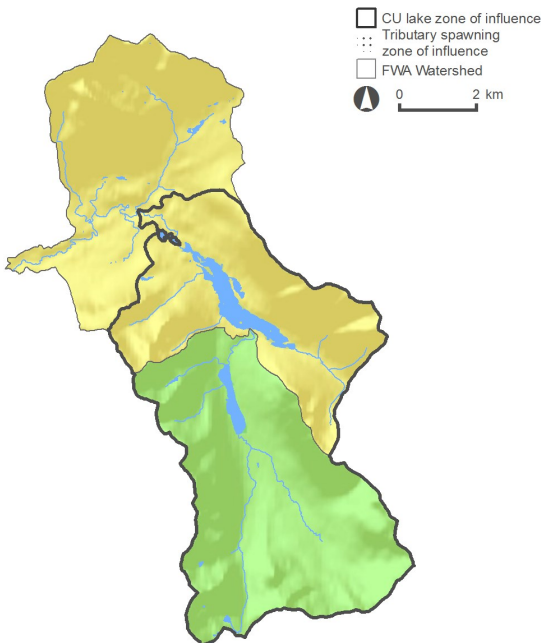 CU lake zone of influence
Tributary spawning
zone of influence
FWA Watershed
0 2 km